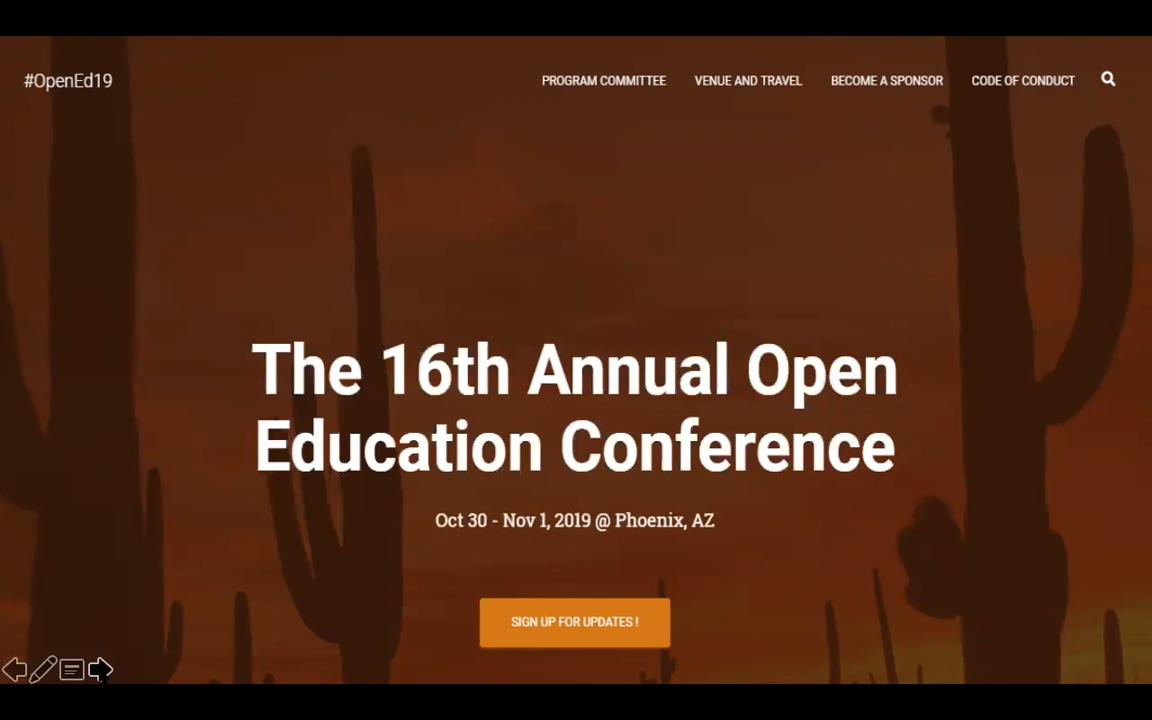 #OpenEd19
PROGRAM COMMITTEE VENUE AND TRAVEL BECOME A SPONSOR CODE OF CONDUCT
The 16th Annual Open
Education Conference
Oct 30 - Nov 1, 2019 @ Phoenix, AZ
SIGN UP FOR UPDATES !